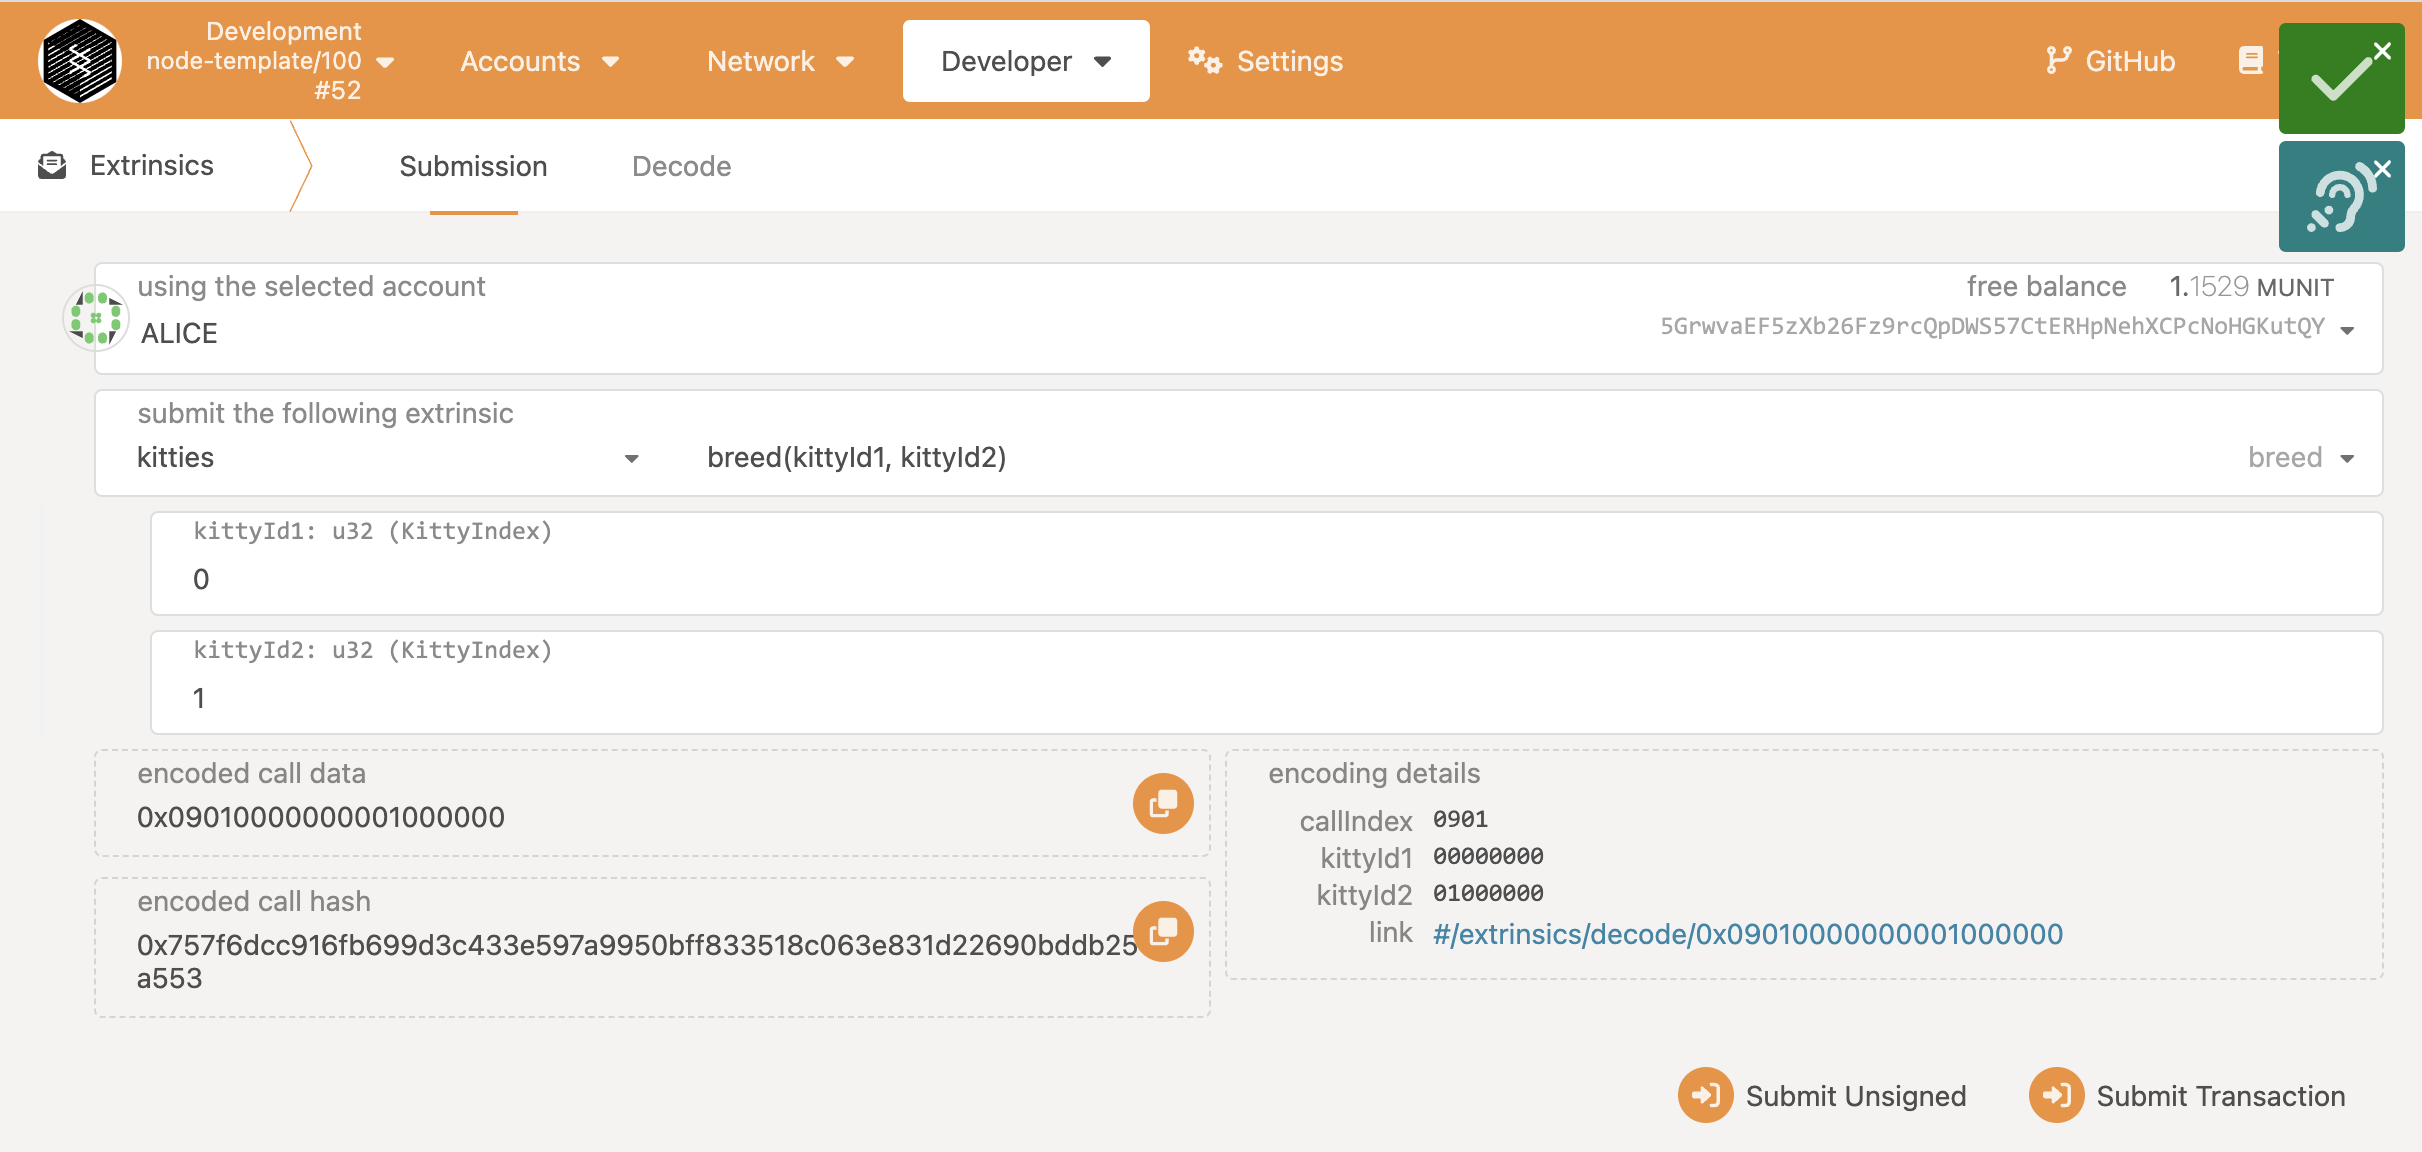 Development
node-template/100
#52
Accounts
Network
Developer
Settings
GitHub
Extrinsics
Submission
Decode
using the selected account
free balance 1.1529 MUNIT
ALICE
5GrwvaEF5zXb26Fz9rcQpDWS57CtERHpNehXCPcNoHGKutQY
submit the following extrinsic
kitties
breed(kittyId1, kittyId2)
breed
kittyId1: u32 (KittyIndex)
0
kittyId2: u32 (KittyIndex)
1
encoded call data
0x09010000000001000000
encoded call hash
0x757f6dcc916fb699d3c433e597a9950bff833518c063e831d22690bddb25
a553
encoding details
callIndex 0901
kittyId1 00000000
kittyId2 01000000
link #/extrinsics/decode/0x09010000000001000000
Submit Unsigned
Submit Transaction